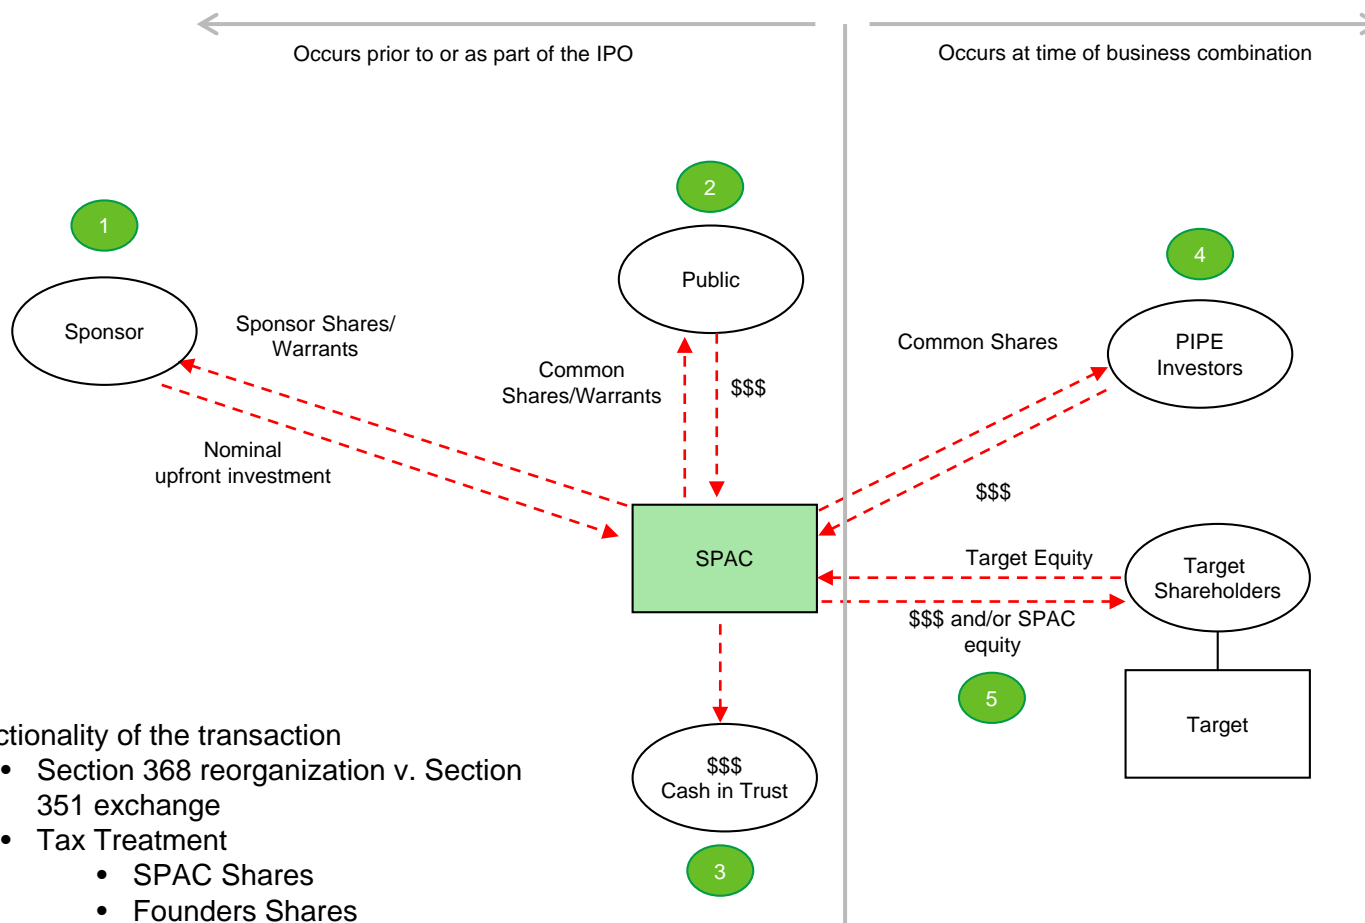 Occurs prior to or as part of the IPO
Occurs at time of business combination
1
Sponsor
Sponsor Shares/
Warrants
Nominal
upfront investment
2
Public
Common
Shares/Warrants
$$$
4
PIPE
Investors
Common Shares
$$$
SPAC
Target Equity
Target
Shareholders
$$$ and/or SPAC
equity
5
Target
$$$
Cash in Trust
3
ctionality of the transaction
• Section 368 reorganization v. Section
351 exchange
• Tax Treatment
• SPAC Shares
• Founders Shares